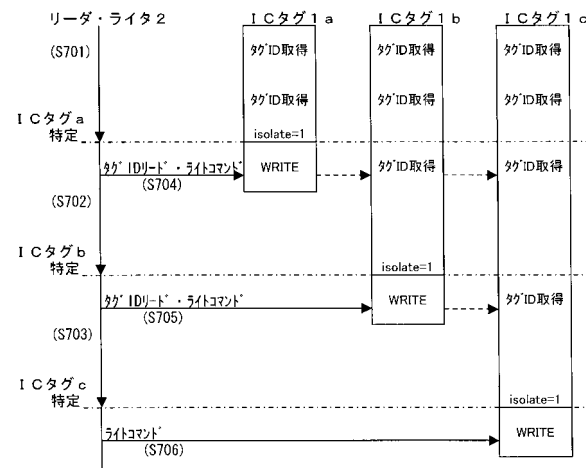 リーダ・ライタ2 ICタグ1a ICタグ1b ICタグ1c
(S701) タグID取得 タグID取得 タグID取得
タグID取得 タグID取得 タグID取得
ICタグa
特定
isolate=1
タグIDリード・ライトコマンド WRITE タグID取得 タグID取得
(S704)
(S702)
ICタグb
特定
isolate=1
タグIDリード・ライトコマンド WRITE タグID取得
(S705)
(S703)
ICタグc
特定
isolate=1
ライトコマンド WRITE
(S706)